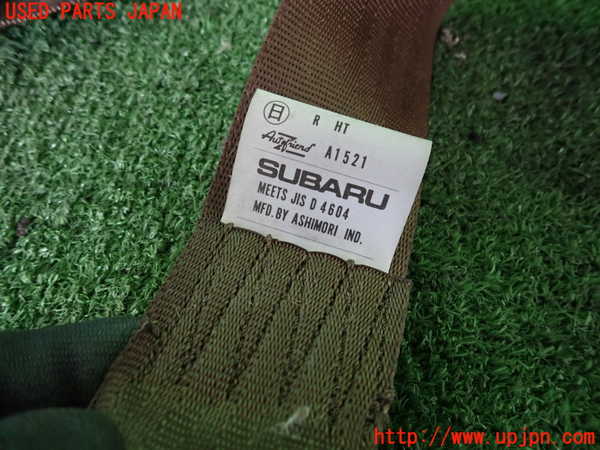 USED PARTS JAPAN.
日 R HT
Autofriend A1521
SUBARU
MEETS JIS D 4604
MFD. BY ASHIMORI IND.
http://www.upjpn.com